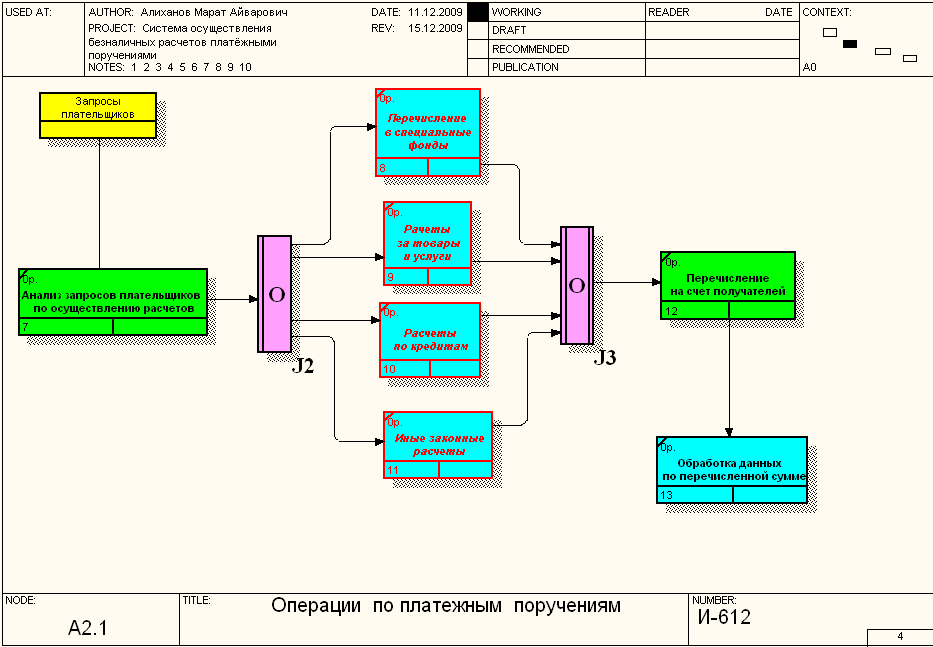 USED AT:
AUTHOR: Алиханов Марат Айварович
DATE: 11.12.2009
WORKING
READER
DATE
CONTEXT:
PROJECT: Система осуществления
безналичных расчетов платёжными
поручениями
REV: 15.12.2009
DRAFT
RECOMMENDED
NOTES: 1 2 3 4 5 6 7 8 9 10
PUBLICATION
A0
Запросы
плательщиков
0р.
Перечисление
в специальные
фонды
8
0р.
Рачеты
за товары
и услуги
9
0р.
Анализ запросов плательщиков
по осуществлению расчетов
7
O
J2
O
J3
0р.
Перечисление
на счет получателей
12
0р.
Расчеты
по кредитам
10
0р.
Иные законные
расчеты
11
0р.
Обработка данных
по перечисленной сумме
13
NODE:
A2.1
TITLE:
Операции по платежным поручениям
NUMBER:
И-612
4